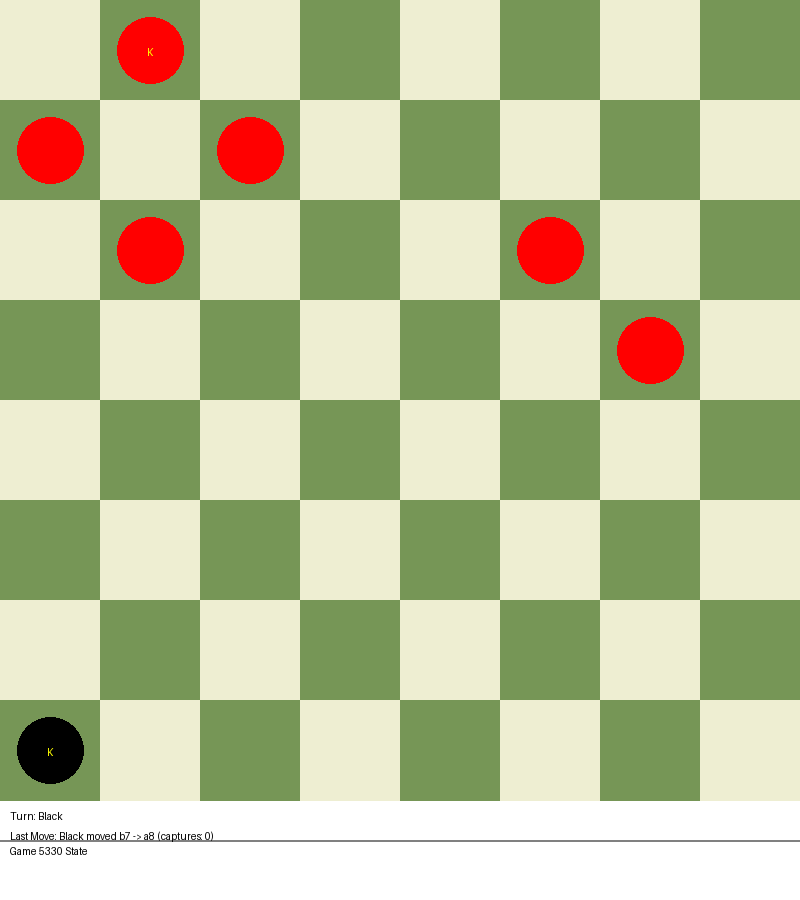 K
K
Turn: Black
Last Move: Black moved b7 -> a8 (captures: 0)
Game 5330 State